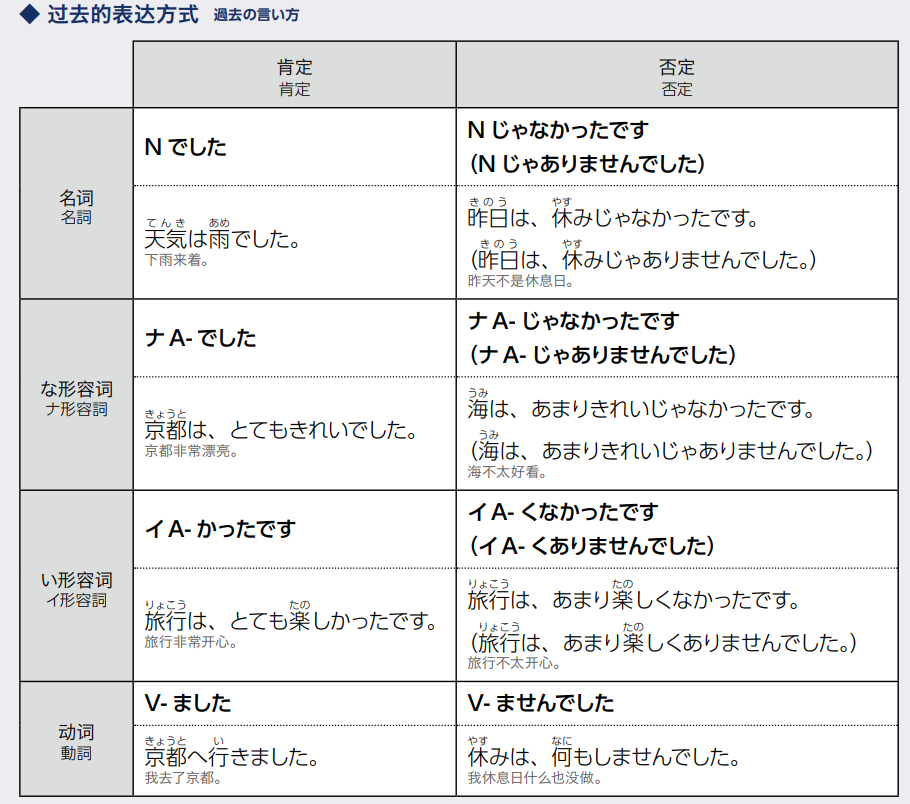 ◆ 过去的表达方式 過去の言い方
肯定
肯定
否定
否定
名词
名詞
N でした
N じゃなかったです
（N じゃありませんでした）
てんき あめ
天気は雨でした。
下雨来着。
きのう やす
昨日は、休みじゃなかったです。
きのう やす
（昨日は、休みじゃありませんでした。）
昨天不是休息日。
な形容词
ナ形容詞
ナ A- でした
ナ A- じゃなかったです
（ナ A- じゃありませんでした）
きょうと
京都は、とてもきれいでした。
京都非常漂亮。
うみ
海は、あまりきれいじゃなかったです。
うみ
（海は、あまりきれいじゃありませんでした。）
海不太好看。
い形容词
イ形容詞
イ A- かったです
イ A- くなかったです
（イ A- くありませんでした）
りょこう たの
旅行は、とても楽しかったです。
旅行非常开心。
りょこう たの
旅行は、あまり楽しくなかったです。
りょこう たの
（旅行は、あまり楽しくありませんでした。）
旅行不太开心。
动词
動詞
V- ました
V- ませんでした
きょうと い
京都へ行きました。
我去了京都。
やす なに
休みは、何もしませんでした。
我休息日什么也没做。